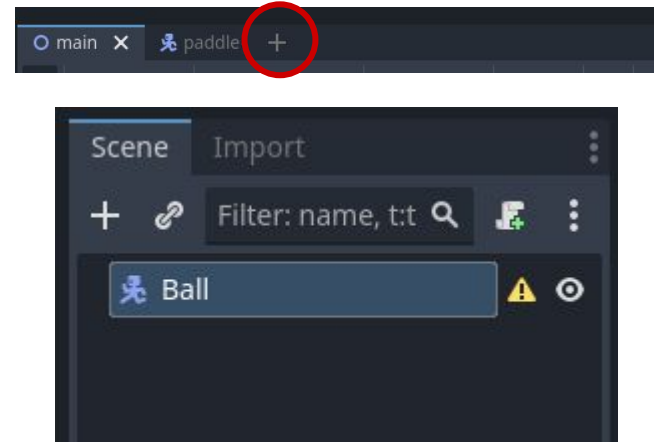 main paddle
Scene Import
Filter: name, t:t
Ball